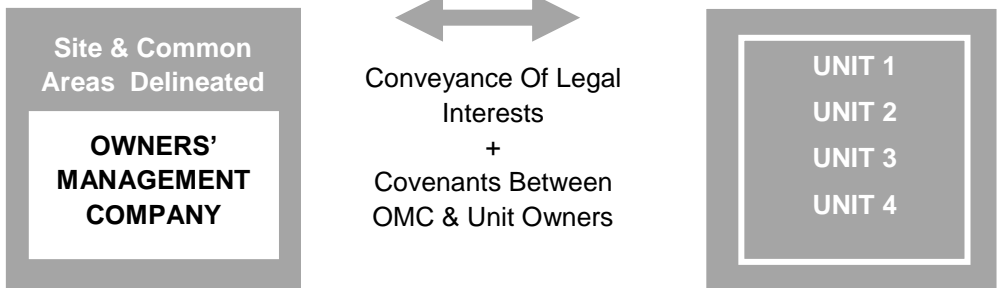 Site & Common
Areas Delineated
OWNERS’
MANAGEMENT
COMPANY
Conveyance Of Legal
Interests
+
Covenants Between
OMC & Unit Owners
UNIT 1
UNIT 2
UNIT 3
UNIT 4